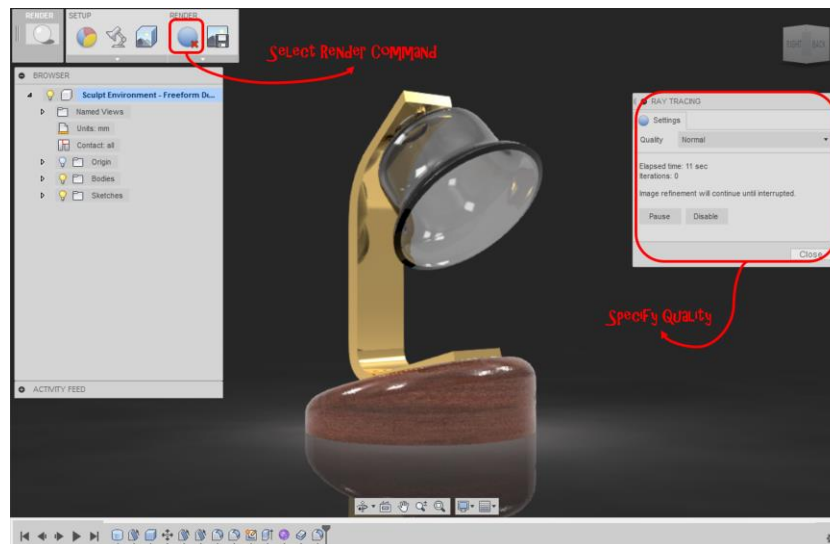 RENDER
SETUP
RENDER
Select Render Command
RIGHT
BACK
BROWSER
Sculpt Environment - Freeform De...
Named Views
Units: mm
Contact: all
Origin
Bodies
Sketches
RAY TRACING
Settings
Quality
Normal
Elapsed time: 11 sec
Iterations: 0
Image refinement will continue until interrupted.
Pause
Disable
Close
Specify Quality
ACTIVITY FEED